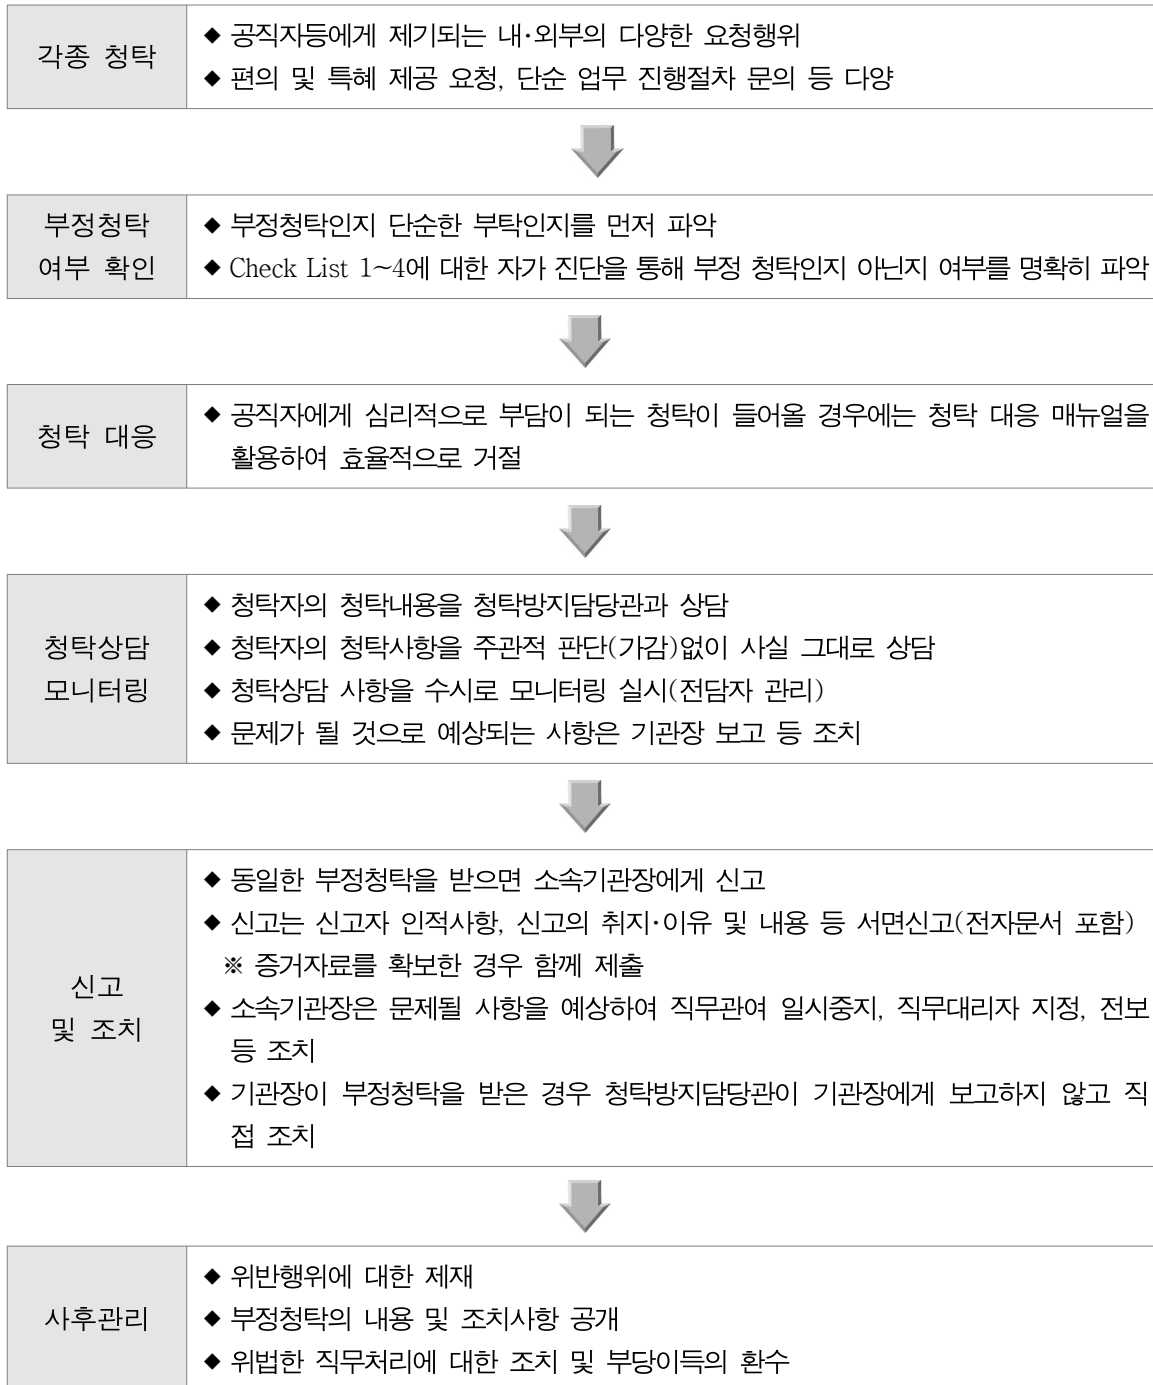 각종 청탁
◆ 공직자등에게 제기되는 내·외부의 다양한 요청행위
◆ 편의 및 특혜 제공 요청, 단순 업무 진행절차 문의 등 다양
부정청탁
여부 확인
◆ 부정청탁인지 단순한 부탁인지를 먼저 파악
◆ Check List 1~4에 대한 자가 진단을 통해 부정 청탁인지 아닌지 여부를 명확히 파악
청탁 대응
◆ 공직자에게 심리적으로 부담이 되는 청탁이 들어올 경우에는 청탁 대응 매뉴얼을
활용하여 효율적으로 거절
청탁상담
모니터링
◆ 청탁자의 청탁내용을 청탁방지담당관과 상담
◆ 청탁자의 청탁사항을 주관적 판단(가감)없이 사실 그대로 상담
◆ 청탁상담 사항을 수시로 모니터링 실시(전담자 관리)
◆ 문제가 될 것으로 예상되는 사항은 기관장 보고 등 조치
신고
및 조치
◆ 동일한 부정청탁을 받으면 소속기관장에게 신고
◆ 신고는 신고자 인적사항, 신고의 취지·이유 및 내용 등 서면신고(전자문서 포함)
※ 증거자료를 확보한 경우 함께 제출
◆ 소속기관장은 문제될 사항을 예상하여 직무관여 일시중지, 직무대리자 지정, 전보
등 조치
◆ 기관장이 부정청탁을 받은 경우 청탁방지담당관이 기관장에게 보고하지 않고 직
접 조치
사후관리
◆ 위반행위에 대한 제재
◆ 부정청탁의 내용 및 조치사항 공개
◆ 위법한 직무처리에 대한 조치 및 부당이득의 환수